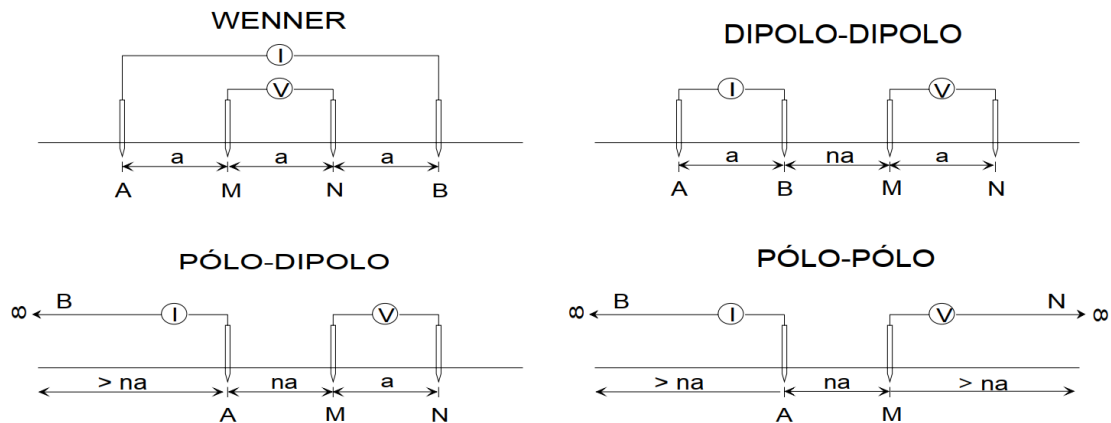 WENNER
I
V
a a a
A M N B
DIPOLO-DIPOLO
I V
a na a
A B M N
PÓLO-DIPOLO
∞ B I V
> na na a
A M N
PÓLO-PÓLO
∞ B I V N ∞
> na na > na
A M